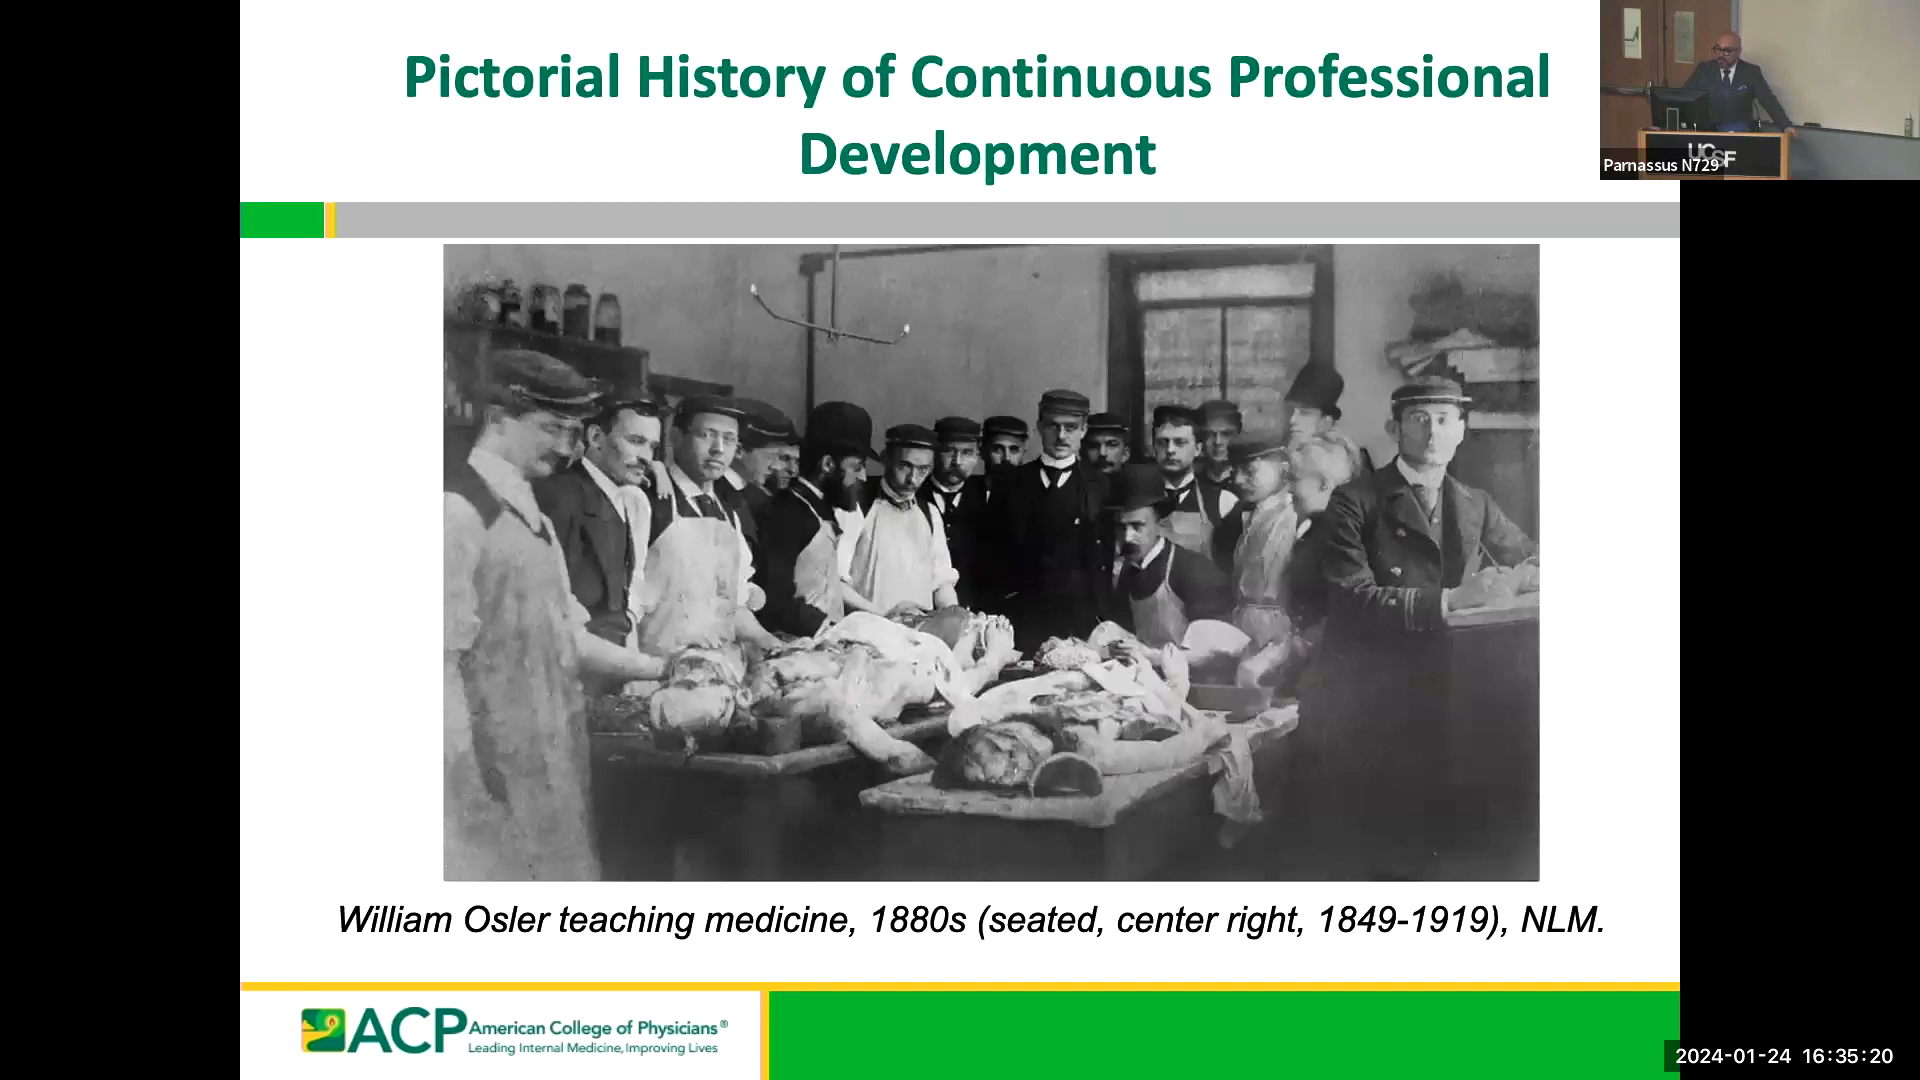 Pictorial History of Continuous Professional
Development
UCSF
Parnassus N729
William Osler teaching medicine, 1880s (seated, center right, 1849-1919), NLM.
ACP American College of Physicians®
Leading Internal Medicine, Improving Lives
2024-01-24 16:35:20